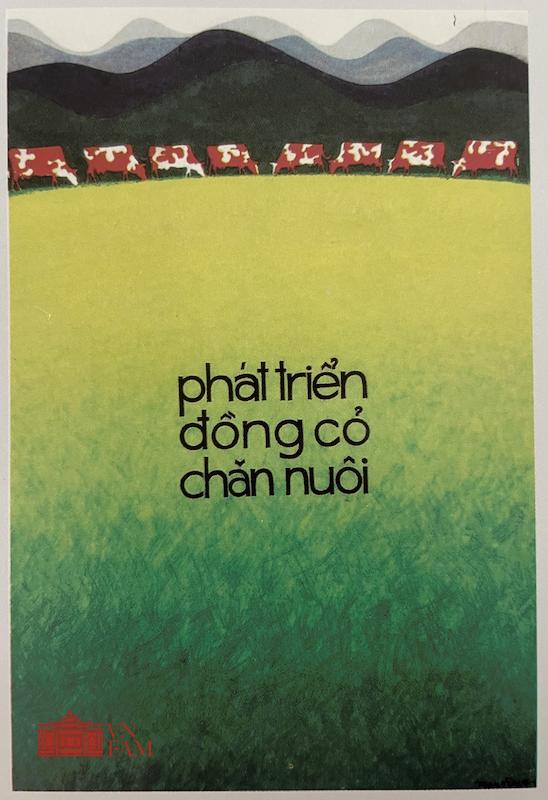 phát triển
đồng cỏ
chăn nuôi
VN
FAM